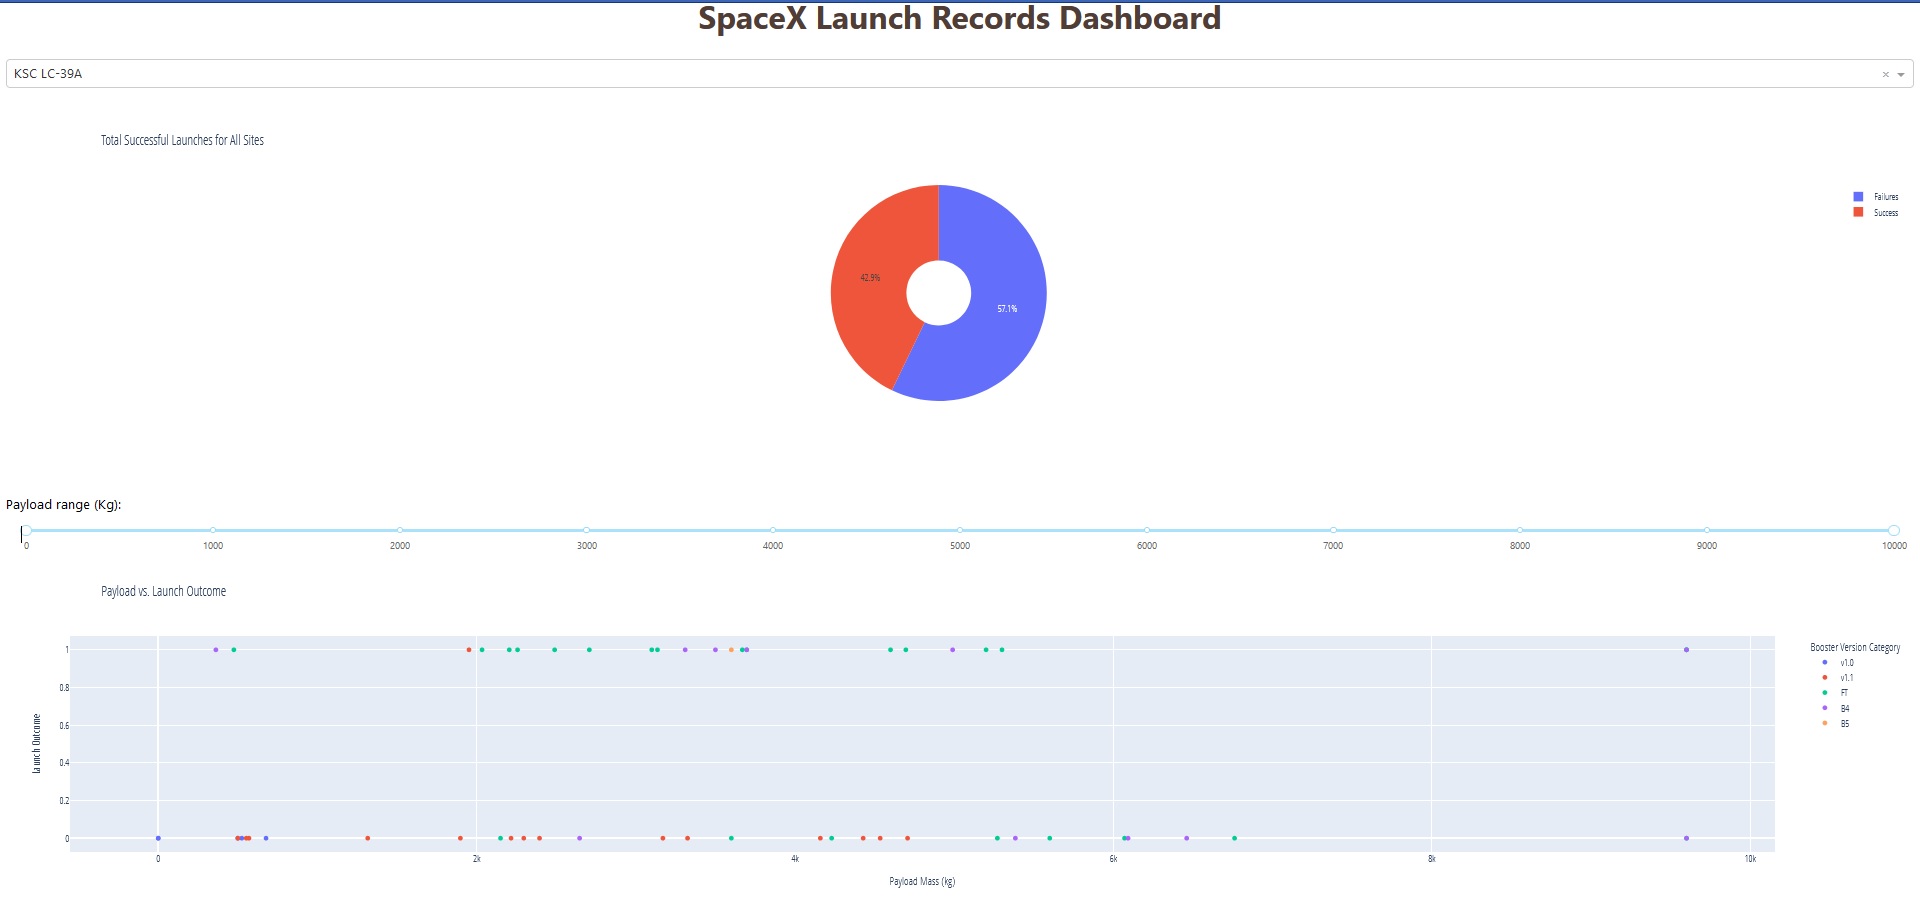 SpaceX Launch Records Dashboard
KSC LC-39A
×
Total Successful Launches for All Sites
Failures
Success
42.9%
57.1%
Payload range (Kg):
0 1000 2000 3000 4000 5000 6000 7000 8000 9000 10000
Payload vs. Launch Outcome
Launch Outcome
1
0.8
0.6
0.4
0.2
0
0 2k 4k 6k 8k 10k
Payload Mass (kg)
Booster Version Category
v1.0
v1.1
FT
B4
B5